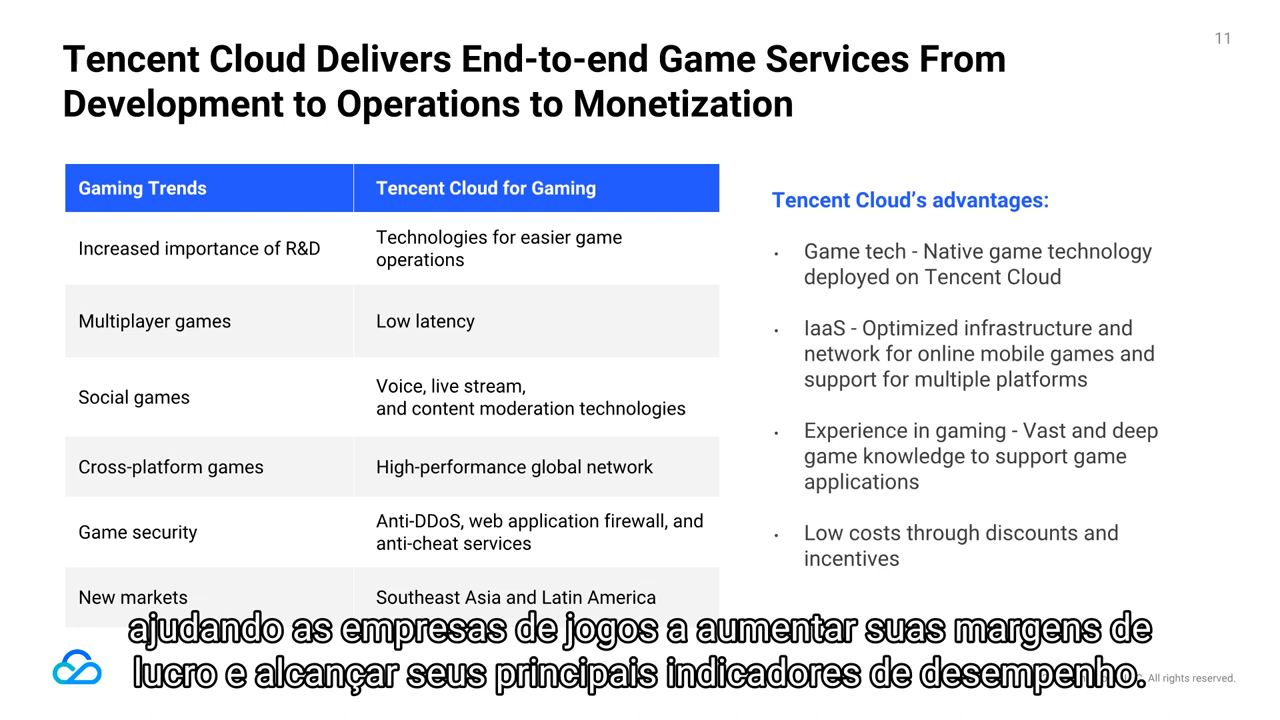 11
Tencent Cloud Delivers End-to-end Game Services From
Development to Operations to Monetization
Gaming Trends
Tencent Cloud for Gaming
Increased importance of R&D
Technologies for easier game
operations
Multiplayer games
Low latency
Social games
Voice, live stream,
and content moderation technologies
Cross-platform games
High-performance global network
Game security
Anti-DDoS, web application firewall, and
anti-cheat services
New markets
Southeast Asia and Latin America
Tencent Cloud’s advantages:
• Game tech - Native game technology
deployed on Tencent Cloud
• IaaS - Optimized infrastructure and
network for online mobile games and
support for multiple platforms
• Experience in gaming - Vast and deep
game knowledge to support game
applications
• Low costs through discounts and
incentives
ajudando as empresas de jogos a aumentar suas margens de
lucro e alcançar seus principais indicadores de desempenho.
All rights reserved.